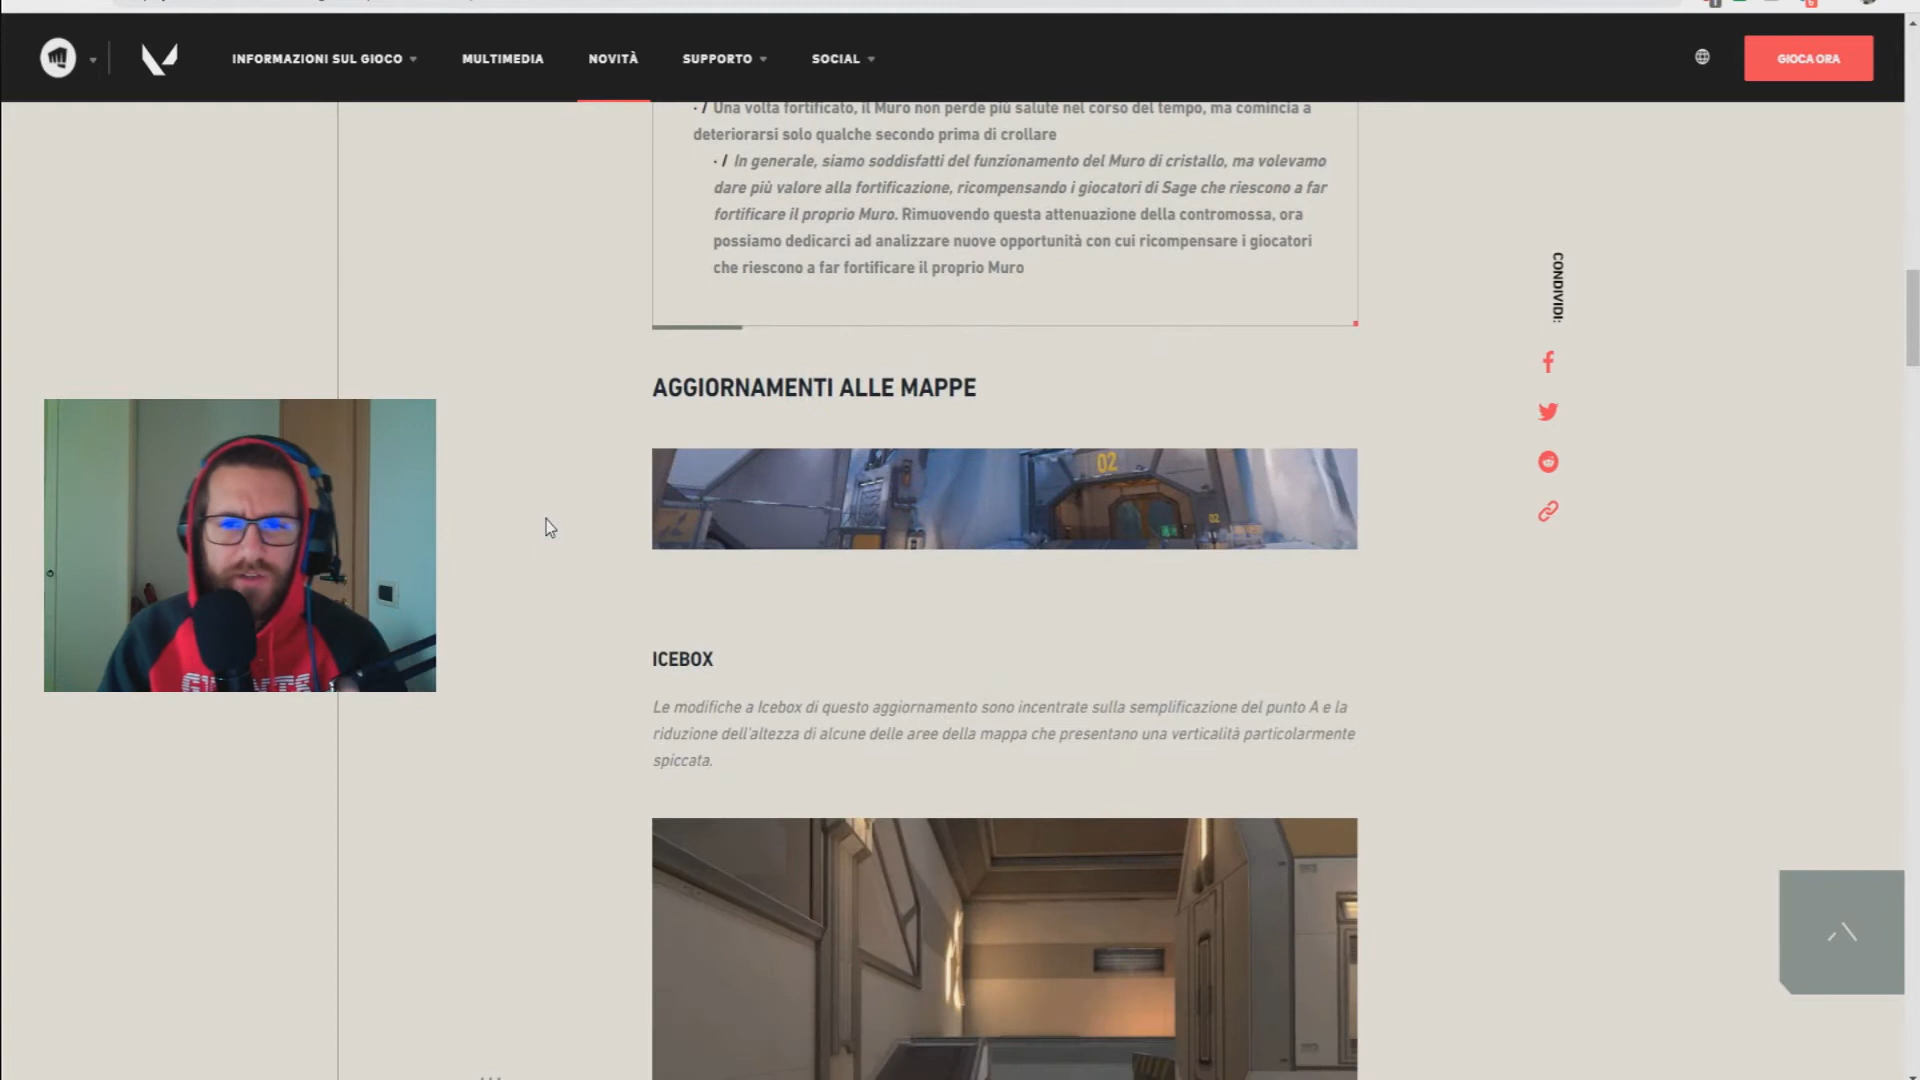 INFORMAZIONI SUL GIOCO
MULTIMEDIA
NOVITÀ
SUPPORTO
SOCIAL
GIOCA ORA
· / Una volta fortificato, il Muro non perde più salute nel corso del tempo, ma comincia a
deteriorarsi solo qualche secondo prima di crollare
· / In generale, siamo soddisfatti del funzionamento del Muro di cristallo, ma volevamo
dare più valore alla fortificazione, ricompensando i giocatori di Sage che riescono a far
fortificare il proprio Muro. Rimuovendo questa attenuazione della contromossa, ora
possiamo dedicarci ad analizzare nuove opportunità con cui ricompensare i giocatori
che riescono a far fortificare il proprio Muro
CONDIVIDI:
AGGIORNAMENTI ALLE MAPPE
02
02
ICEBOX
Le modifiche a Icebox di questo aggiornamento sono incentrate sulla semplificazione del punto A e la
riduzione dell'altezza di alcune delle aree della mappa che presentano una verticalità particolarmente
spiccata.